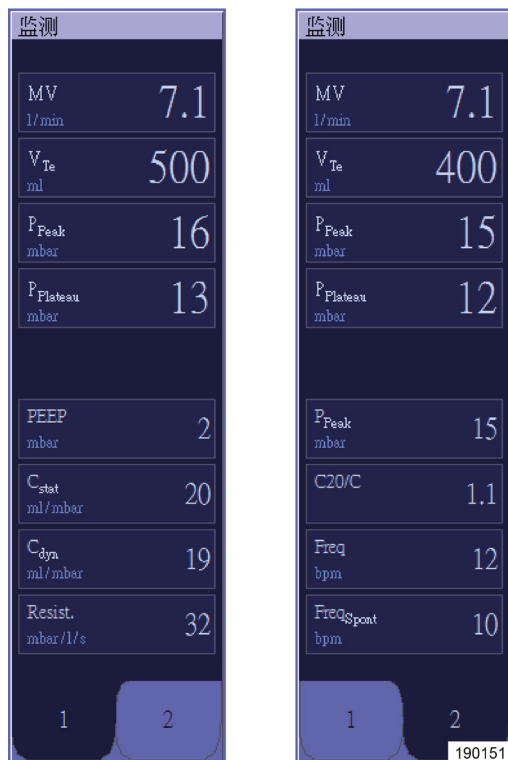 监测
MV 7.1
l/min
VTe 500
ml
PPeak 16
mbar
PPlateau 13
mbar
PEEP 2
mbar
Cstat 20
ml/mbar
Cdyn 19
ml/mbar
Resist. 32
mbar/l/s
1 2
监测
MV 7.1
l/min
VTe 400
ml
PPeak 15
mbar
PPlateau 12
mbar
PPeak 15
mbar
C20/C 1.1
Freq 12
bpm
FreqSpont 10
bpm
1 2
190151